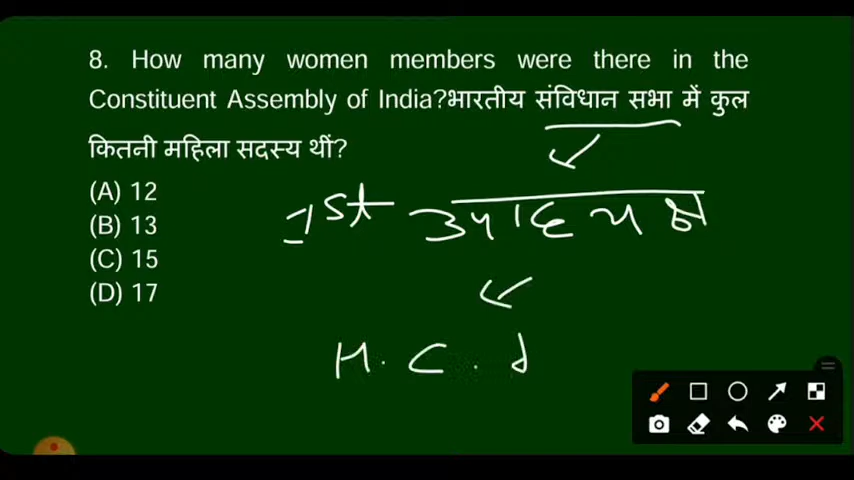 8. How many women members were there in the
Constituent Assembly of India?भारतीय संविधान सभा में कुल
कितनी महिला सदस्य थीं?
(A) 12
(B) 13
(C) 15
(D) 17
1st उपाध्यक्ष
H. C.